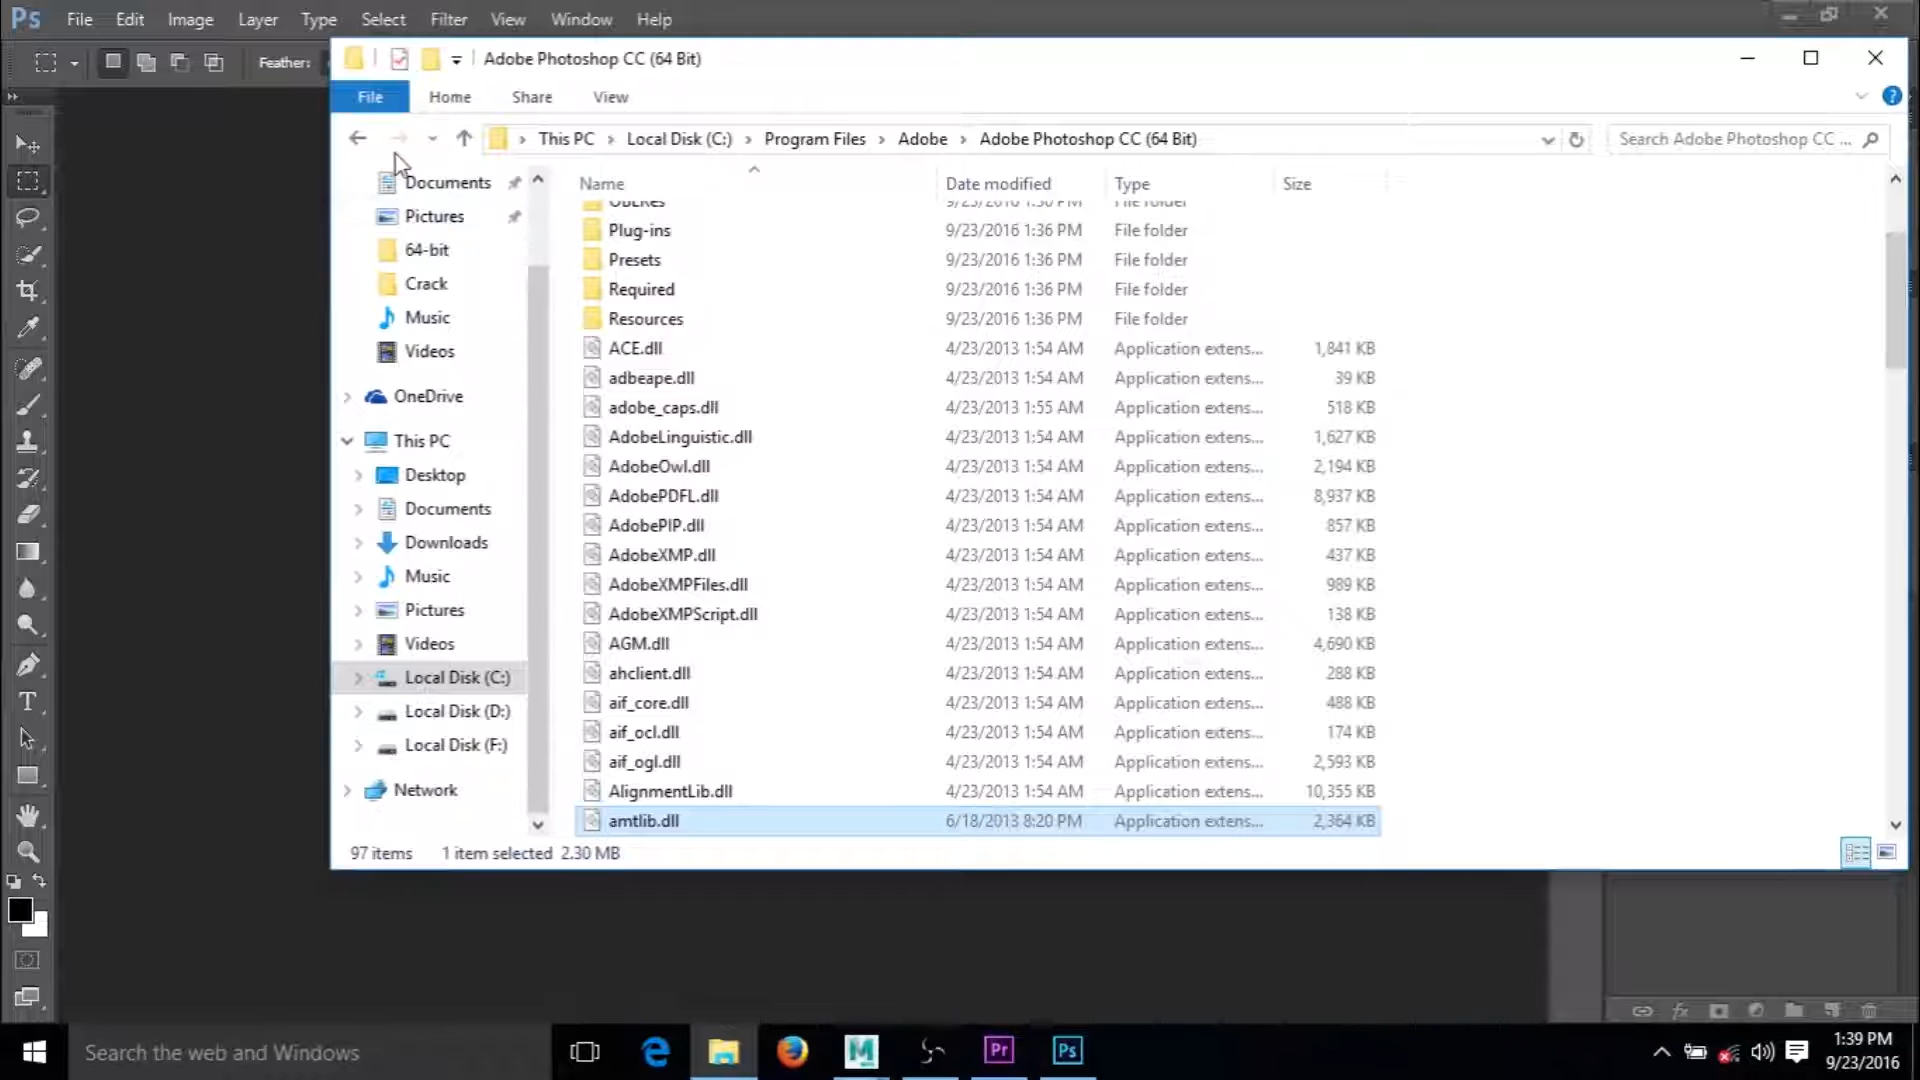 Ps File Edit Image Layer Type Select Filter View Window Help
Feather:
Adobe Photoshop CC (64 Bit)
File Home Share View
This PC Local Disk (C:) Program Files Adobe Adobe Photoshop CC (64 Bit)
Search Adobe Photoshop CC ...
Documents
Pictures
64-bit
Crack
Music
Videos
OneDrive
This PC
Desktop
Documents
Downloads
Music
Pictures
Videos
Local Disk (C:)
Local Disk (D:)
Local Disk (F:)
Network
Name Date modified Type Size
9/23/2016 1:36 PM File folder
Plug-ins 9/23/2016 1:36 PM File folder
Presets 9/23/2016 1:36 PM File folder
Required 9/23/2016 1:36 PM File folder
Resources 9/23/2016 1:36 PM File folder
ACE.dll 4/23/2013 1:54 AM Application extens... 1,841 KB
adbeape.dll 4/23/2013 1:54 AM Application extens... 39 KB
adobe_caps.dll 4/23/2013 1:55 AM Application extens... 518 KB
AdobeLinguistic.dll 4/23/2013 1:54 AM Application extens... 1,627 KB
AdobeOwl.dll 4/23/2013 1:54 AM Application extens... 2,194 KB
AdobePDFL.dll 4/23/2013 1:54 AM Application extens... 8,937 KB
AdobePIP.dll 4/23/2013 1:54 AM Application extens... 857 KB
AdobeXMP.dll 4/23/2013 1:54 AM Application extens... 437 KB
AdobeXMPFiles.dll 4/23/2013 1:54 AM Application extens... 989 KB
AdobeXMPScript.dll 4/23/2013 1:54 AM Application extens... 138 KB
AGM.dll 4/23/2013 1:54 AM Application extens... 4,690 KB
ahclient.dll 4/23/2013 1:54 AM Application extens... 288 KB
aif_core.dll 4/23/2013 1:54 AM Application extens... 488 KB
aif_ocl.dll 4/23/2013 1:54 AM Application extens... 174 KB
aif_ogl.dll 4/23/2013 1:54 AM Application extens... 2,593 KB
AlignmentLib.dll 4/23/2013 1:54 AM Application extens... 10,355 KB
amtlib.dll 6/18/2013 8:20 PM Application extens... 2,364 KB
97 items 1 item selected 2.30 MB
fx
Search the web and Windows
M
Pr
Ps
1:39 PM
9/23/2016